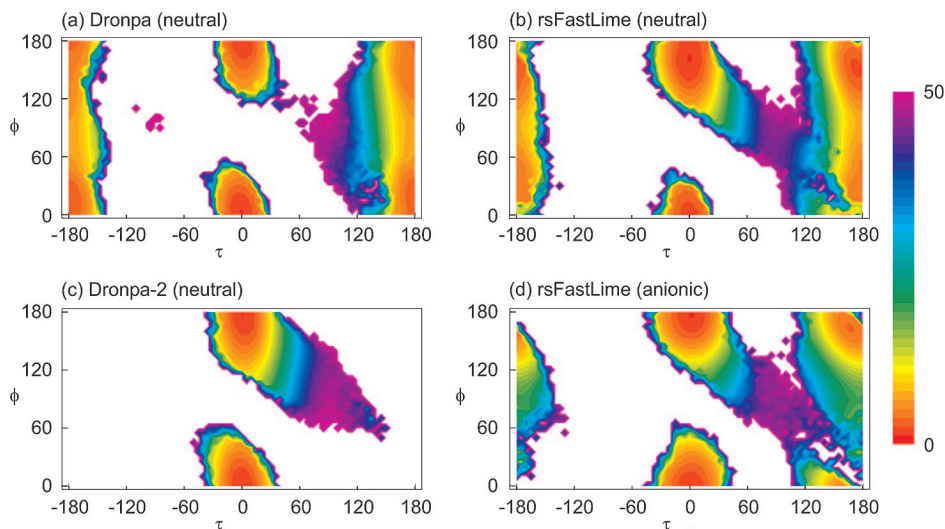 (a) Dronpa (neutral)
(b) rsFastLime (neutral)
180
120
ϕ
60
0
-180 -120 -60 0 60 120 180
τ
180
120
ϕ
60
0
-180 -120 -60 0 60 120 180
τ
50
0
(c) Dronpa-2 (neutral)
(d) rsFastLime (anionic)
180
120
ϕ
60
0
-180 -120 -60 0 60 120 180
τ
180
120
ϕ
60
0
-180 -120 -60 0 60 120 180
τ